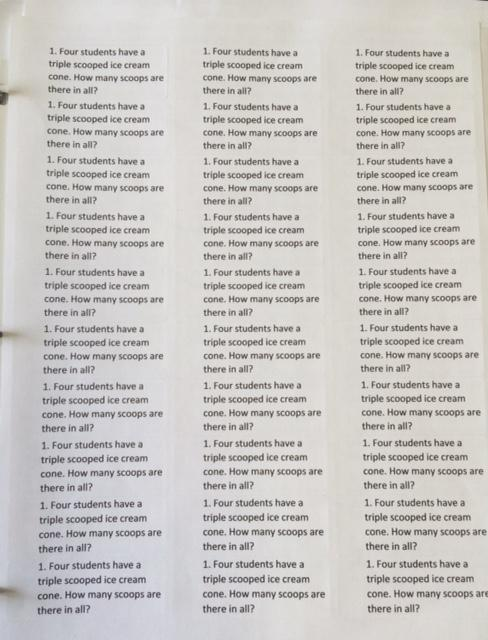 1. Four students have a
triple scooped ice cream
cone. How many scoops are
there in all?
1. Four students have a
triple scooped ice cream
cone. How many scoops are
there in all?
1. Four students have a
triple scooped ice cream
cone. How many scoops are
there in all?
1. Four students have a
triple scooped ice cream
cone. How many scoops are
there in all?
1. Four students have a
triple scooped ice cream
cone. How many scoops are
there in all?
1. Four students have a
triple scooped ice cream
cone. How many scoops are
there in all?
1. Four students have a
triple scooped ice cream
cone. How many scoops are
there in all?
1. Four students have a
triple scooped ice cream
cone. How many scoops are
there in all?
1. Four students have a
triple scooped ice cream
cone. How many scoops are
there in all?
1. Four students have a
triple scooped ice cream
cone. How many scoops are
there in all?
1. Four students have a
triple scooped ice cream
cone. How many scoops are
there in all?
1. Four students have a
triple scooped ice cream
cone. How many scoops are
there in all?
1. Four students have a
triple scooped ice cream
cone. How many scoops are
there in all?
1. Four students have a
triple scooped ice cream
cone. How many scoops are
there in all?
1. Four students have a
triple scooped ice cream
cone. How many scoops are
there in all?
1. Four students have a
triple scooped ice cream
cone. How many scoops are
there in all?
1. Four students have a
triple scooped ice cream
cone. How many scoops are
there in all?
1. Four students have a
triple scooped ice cream
cone. How many scoops are
there in all?
1. Four students have a
triple scooped ice cream
cone. How many scoops are
there in all?
1. Four students have a
triple scooped ice cream
cone. How many scoops are
there in all?
1. Four students have a
triple scooped ice cream
cone. How many scoops are
there in all?
1. Four students have a
triple scooped ice cream
cone. How many scoops are
there in all?
1. Four students have a
triple scooped ice cream
cone. How many scoops are
there in all?
1. Four students have a
triple scooped ice cream
cone. How many scoops are
there in all?
1. Four students have a
triple scooped ice cream
cone. How many scoops are
there in all?
1. Four students have a
triple scooped ice cream
cone. How many scoops are
there in all?
1. Four students have a
triple scooped ice cream
cone. How many scoops are
there in all?
1. Four students have a
triple scooped ice cream
cone. How many scoops are
there in all?
1. Four students have a
triple scooped ice cream
cone. How many scoops are
there in all?
1. Four students have a
triple scooped ice cream
cone. How many scoops are
there in all?